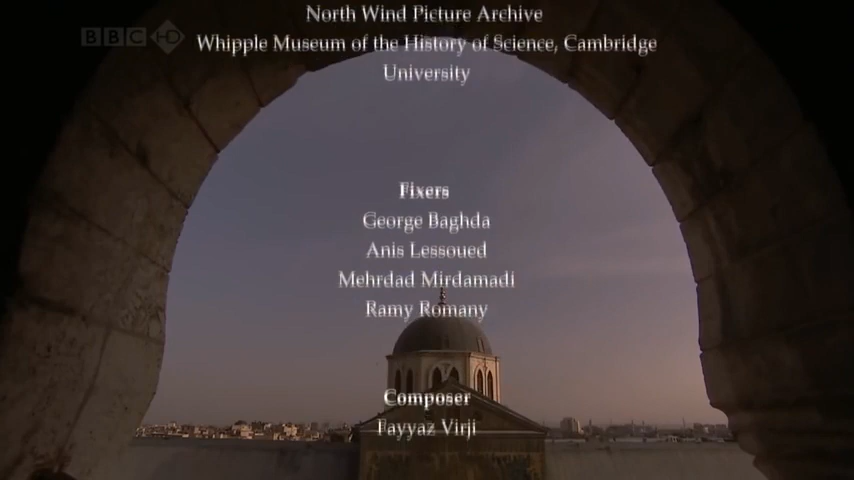 BBC HD
North Wind Picture Archive
Whipple Museum of the History of Science, Cambridge
University
Fixers
George Baghda
Anis Lessoued
Mehrdad Mirdamadi
Ramy Romany
Composer
Fayyaz Virji